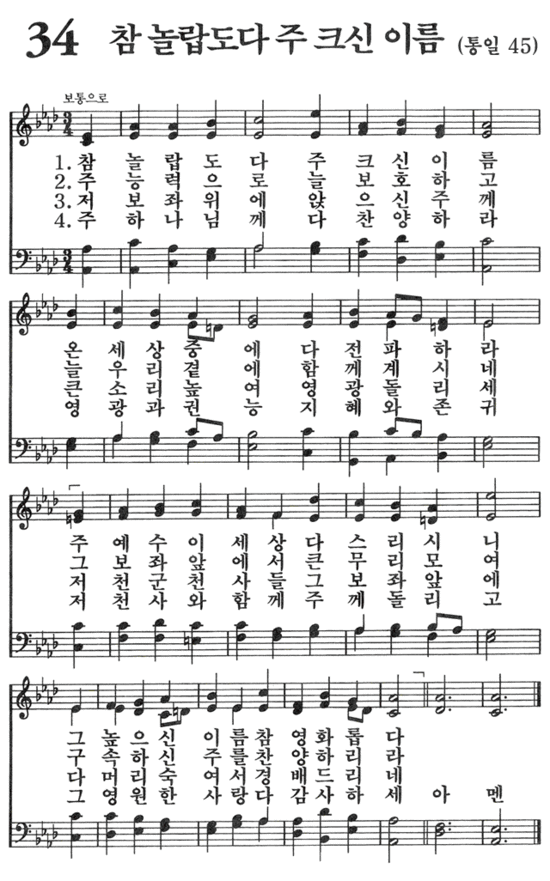 34 참 놀랍도다 주 크신 이름 (통일 45)
보통으로
1. 참 놀 랍 도 다 주 크 신 이 름
2. 주 능 력 으 로 늘 보 호 하 고
3. 저 보 좌 위 에 앉 으 신 주 께
4. 주 하 나 님 께 다 찬 양 하 라
온 세 상 중 에 다 전 파 하 라
늘 우 리 곁 에 함 께 계 시 네
큰 소 리 높 여 영 광 돌 리 세
영 광 과 권 능 지 혜 와 존 귀
주 예 수 이 세 상 다 스 리 시 니
그 보 좌 앞 에 서 큰 무 리 모 여
저 천 군 천 사 들 그 보 좌 앞 에
저 천 사 와 함 께 주 께 돌 리 고
그 높 으 신 이 름 참 영 화 롭 다
구 속 하 신 주 를 찬 양 하 리 라
다 머 리 숙 여 서 경 배 드 리 네
그 영 원 한 사 랑 다 감 사 하 세 아 멘